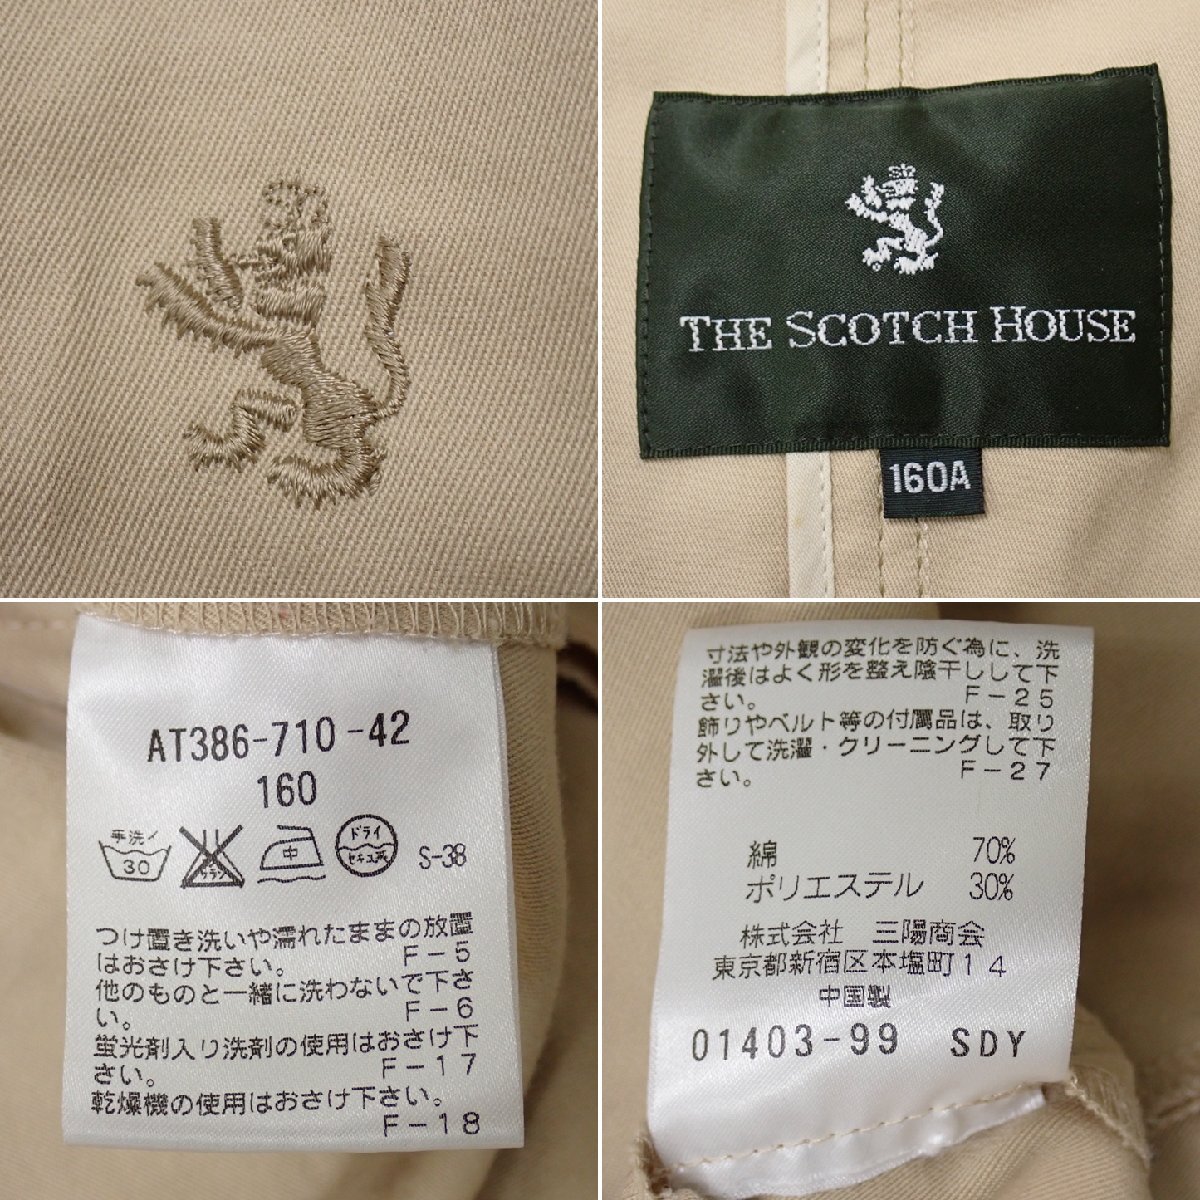 THE SCOTCH HOUSE
160A
AT386-710-42
160
手洗イ
30
サラシ
中
ドライ
セキユ系
S-38
つけ置き洗いや濡れたままの放置
はおさけ下さい。 F-5
他のものと一緒に洗わないで下さ
い。 F-6
蛍光剤入り洗剤の使用はおさけ下
さい。 F-17
乾燥機の使用はおさけ下さい。
F-18
寸法や外観の変化を防ぐ為に、洗
濯後はよく形を整え陰干しして下
さい。 F-25
飾りやベルト等の付属品は、取り
外して洗濯・クリーニングして下
さい。 F-27
綿 70%
ポリエステル 30%
株式会社 三陽商会
東京都新宿区本塩町14
中国製
01403-99 SDY